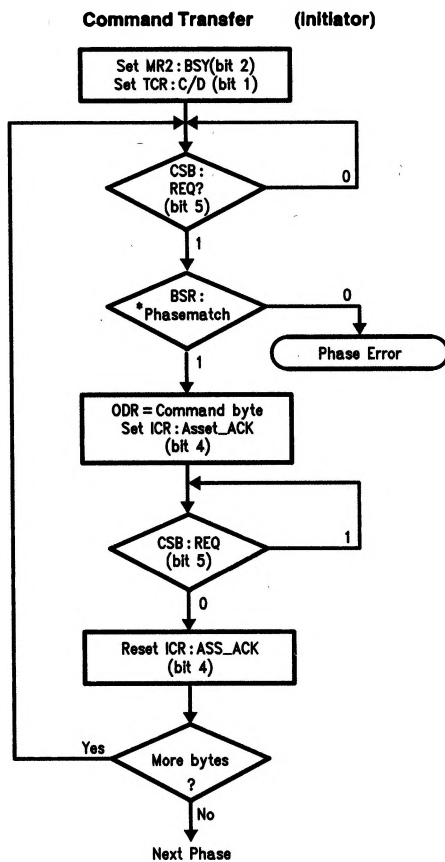 Command Transfer (Initiator)
Set MR2:BSY(bit 2)
Set TCR:C/D (bit 1)
CSB:
REQ?
(bit 5)
0
1
BSR:
*Phasematch
0
Phase Error
1
ODR = Command byte
Set ICR:Asset_ACK
(bit 4)
CSB:REQ
(bit 5)
1
0
Reset ICR:ASS_ACK
(bit 4)
Yes
More bytes
?
No
Next Phase